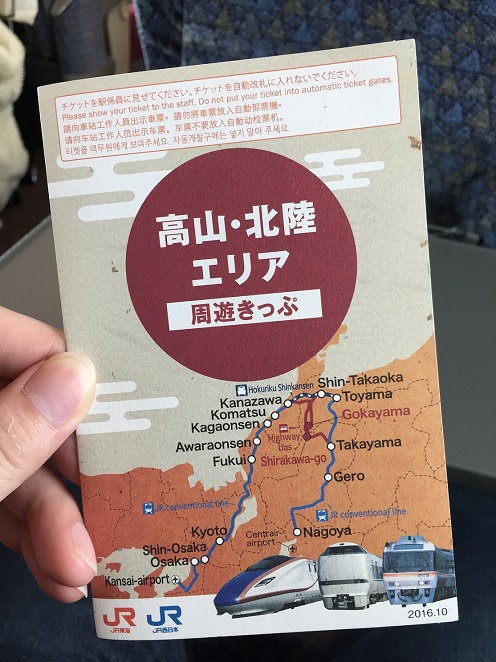 チケットを駅係員に見せてください。チケットを自動改札に入れないでください。
Please show your ticket to the staff. Do not put your ticket into automatic ticket gates.
請向車站工作人員出示車票。請勿將車票放入自動剪票機。
请向车站工作人员出示车票。车票不要放入自动检票机。
티켓을 역무원에게 보여주세요. 자동개찰구에는 넣지 말아 주세요.
高山・北陸
エリア
周遊きっぷ
Hokuriku Shinkansen
Shin-Takaoka
Kanazawa
Toyama
Komatsu
Gokayama
Kagaonsen
Highway
bus
Awaraonsen
Takayama
Fukui
Shirakawa-go
Gero
JR conventional line
JR conventional line
Kyoto
Centrair-
airport
Nagoya
Shin-Osaka
Osaka
Kansai-airport
JR
JR東海
JR
JR西日本
2016.10